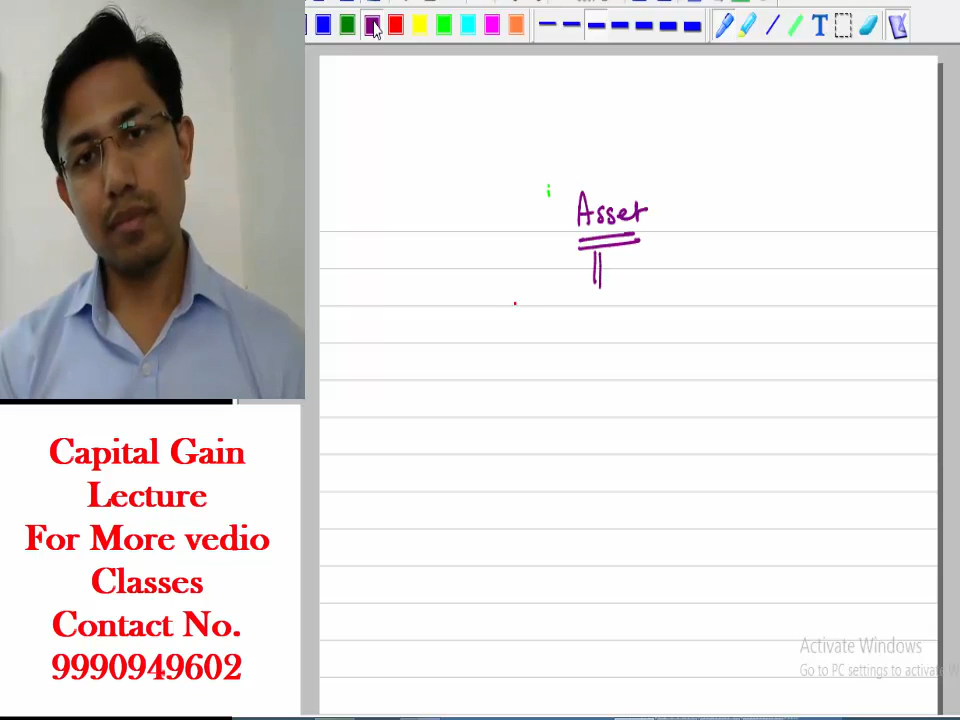 T
Asset
Capital Gain
Lecture
For More vedio
Classes
Contact No.
9990949602
Activate Windows
Go to PC settings to activate W